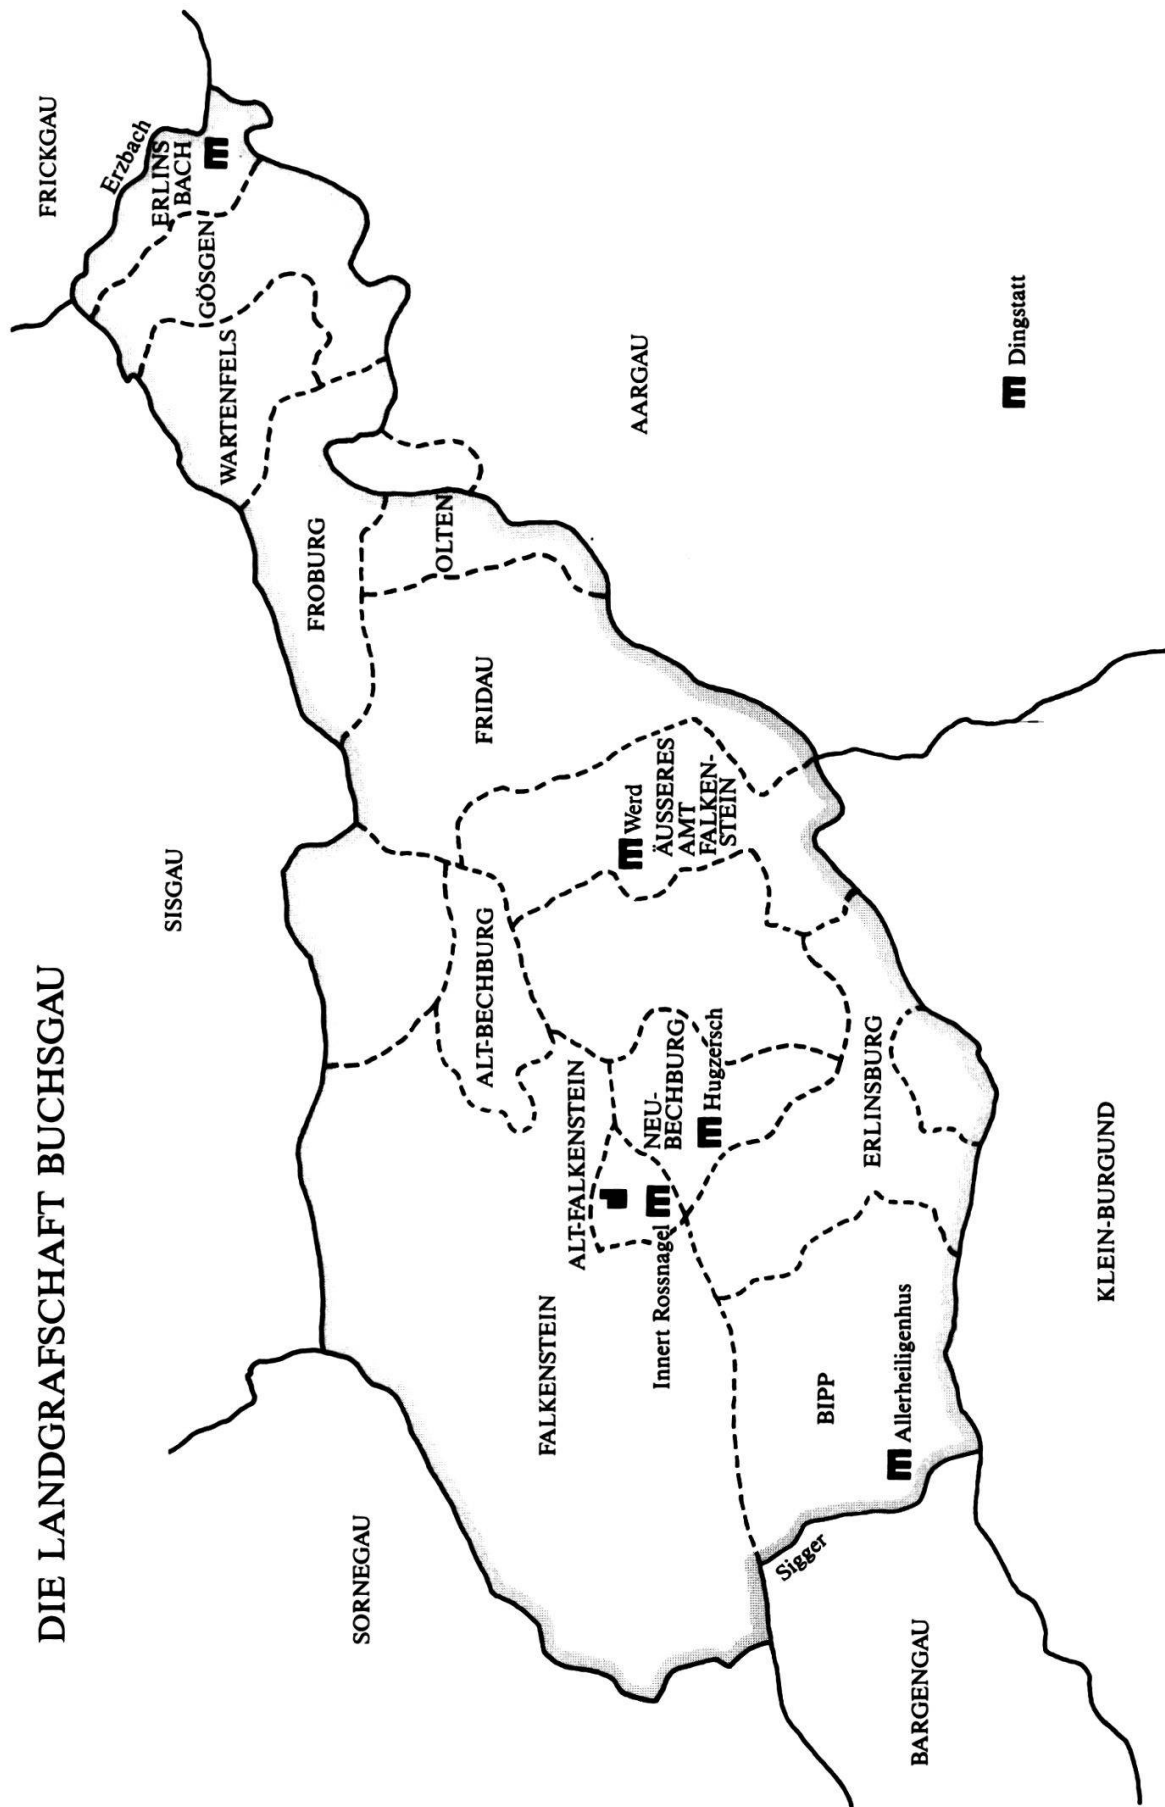 DIE LANDGRAFSCHAFT BUCHSGAU
FRICKGAU
Erzbach
ERLINS
BACH
GÖSGEN
WARTENFELS
SISGAU
FROBURG
OLTEN
AARGAU
FRIDAU
SORNEGAU
ALT-BECHBURG
FALKENSTEIN
ALT-FALKENSTEIN
Werd
ÄUSSERES
AMT
FALKEN-
STEIN
NEU-
BECHBURG
Innert Rossnagel
Hugzersch
Sigger
BIPP
ERLINSBURG
Allerheiligenhus
BARGENGAU
KLEIN-BURGUND
Dingstatt